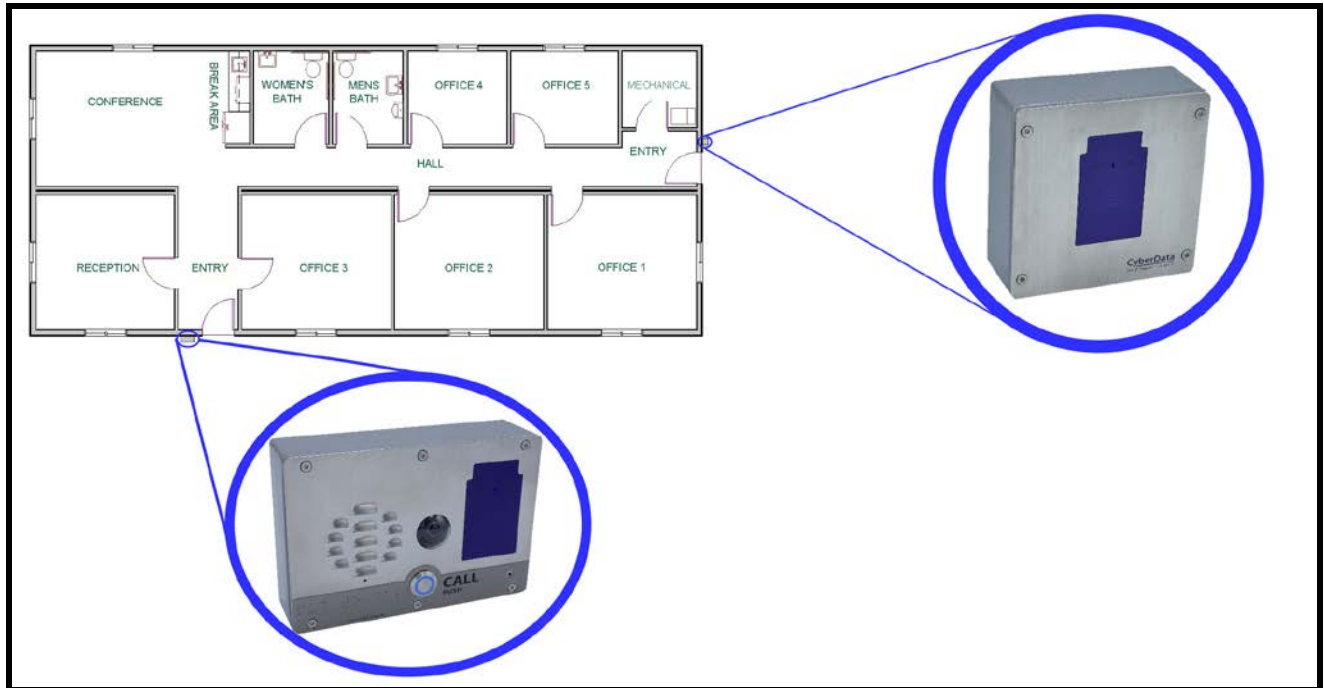 CONFERENCE
BREAK AREA
WOMEN'S
BATH
MENS
BATH
OFFICE 4
OFFICE 5
MECHANICAL
HALL
ENTRY
RECEPTION
ENTRY
OFFICE 3
OFFICE 2
OFFICE 1
CyberData
CALL
PUSH